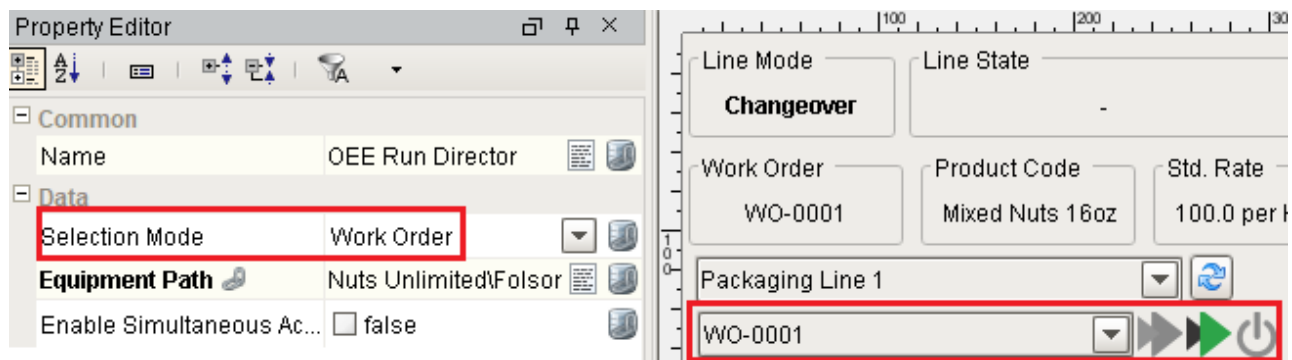 Property Editor
Common
Name OEE Run Director
Data
Selection Mode Work Order
Equipment Path Nuts Unlimited\Folsor
Enable Simultaneous Ac... false
100 200 30
Line Mode Line State
Changeover -
Work Order Product Code Std. Rate
WO-0001 Mixed Nuts 16oz 100.0 per H
100
Packaging Line 1
WO-0001